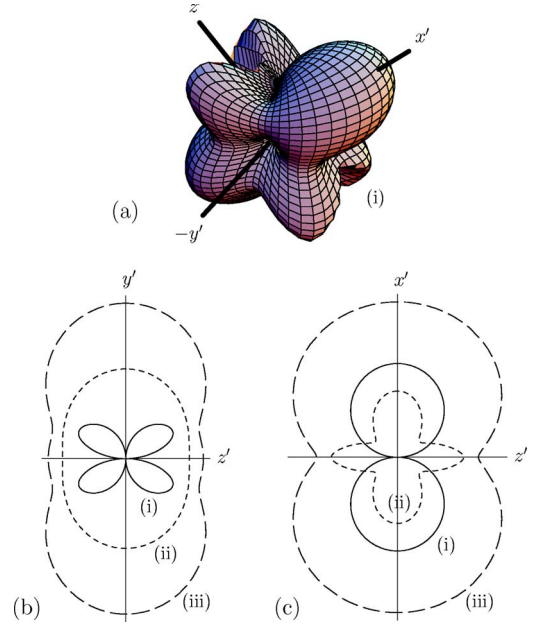 z
x′
(i)
(a)
−y′
y′
z′
(i)
(ii)
(iii)
(b)
x′
z′
(ii)
(i)
(iii)
(c)